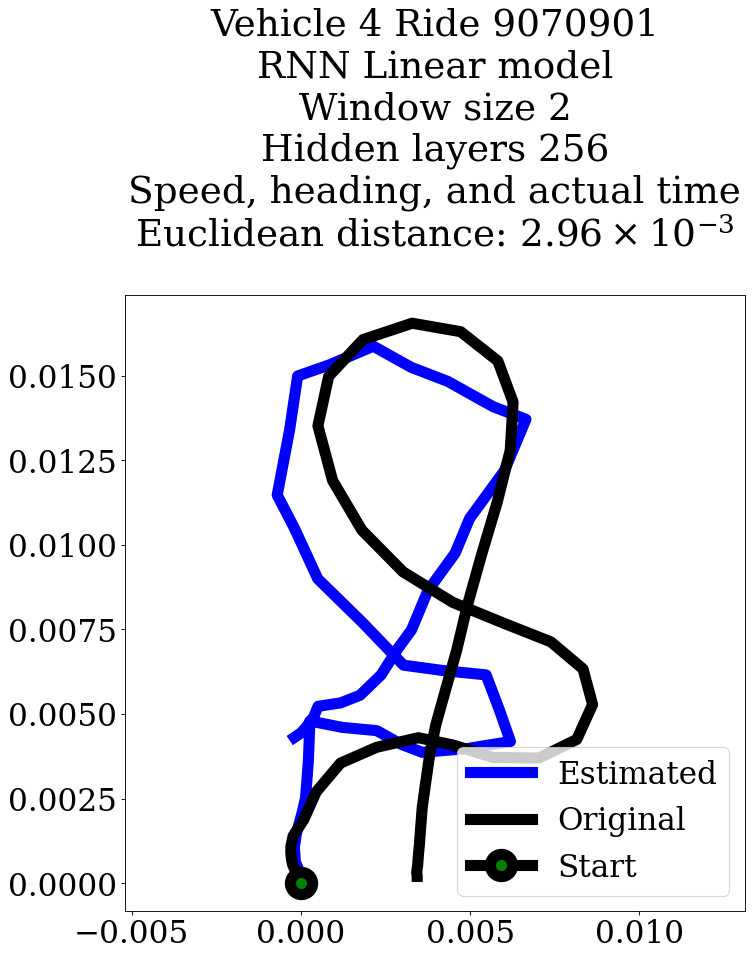 Vehicle 4 Ride 9070901
RNN Linear model
Window size 2
Hidden layers 256
Speed, heading, and actual time
Euclidean distance: 2.96 × 10⁻³
0.0150
0.0125
0.0100
0.0075
0.0050
0.0025
0.0000
Estimated
Original
Start
−0.005 0.000 0.005 0.010